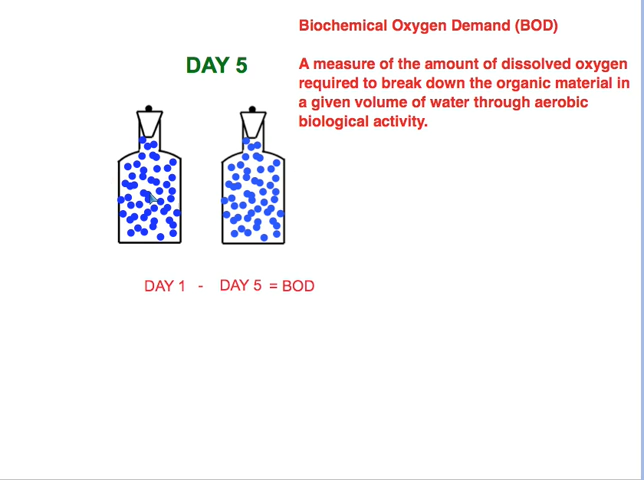 Biochemical Oxygen Demand (BOD)
DAY 5
A measure of the amount of dissolved oxygen
required to break down the organic material in
a given volume of water through aerobic
biological activity.
DAY 1 - DAY 5 = BOD